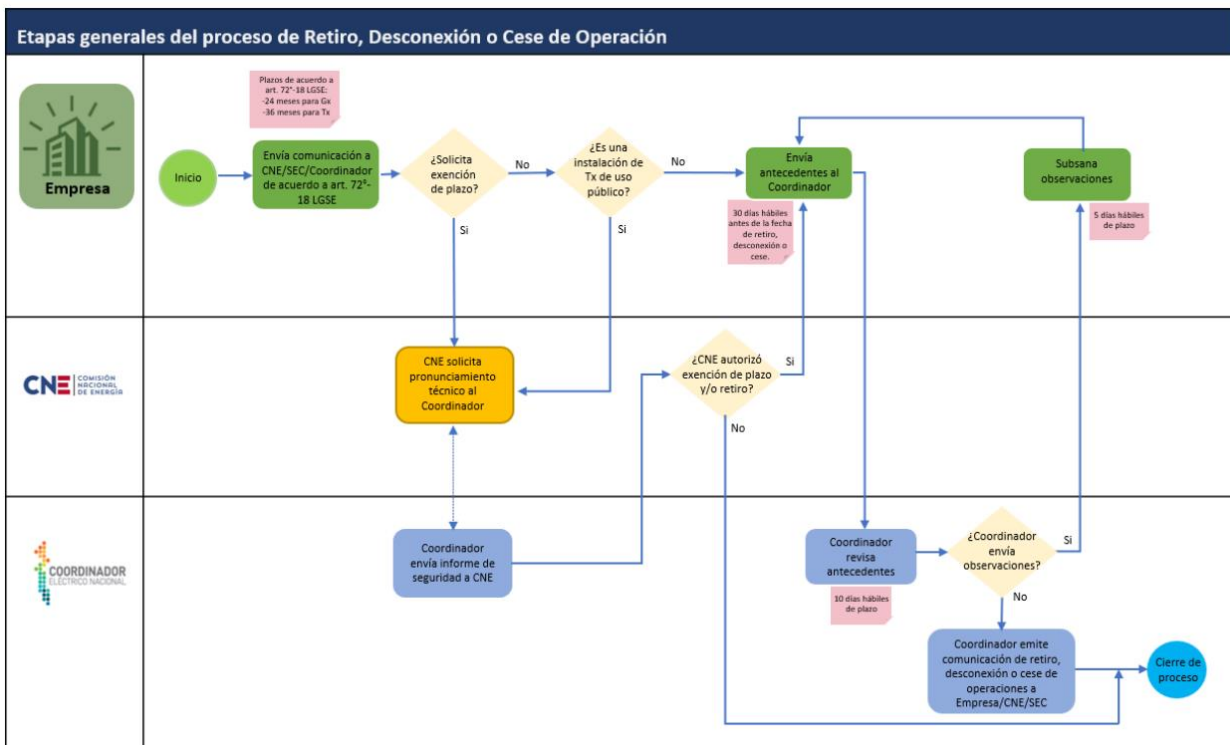 Etapas generales del proceso de Retiro, Desconexión o Cese de Operación
Empresa
Inicio
Plazos de acuerdo a
art. 72°-18 LGSE:
-24 meses para Gx
-36 meses para Tx
Envía comunicación a
CNE/SEC/Coordinador
de acuerdo a art. 72°-
18 LGSE
¿Solicita
exención
de plazo?
No
Si
¿Es una
instalación de
Tx de uso
público?
No
Si
Envía
antecedentes al
Coordinador
30 días hábiles
antes de la fecha
de retiro,
desconexión o
cese.
Subsana
observaciones
5 días hábiles
de plazo
CNE
COMISIÓN
NACIONAL
DE ENERGÍA
CNE solicita
pronunciamiento
técnico al
Coordinador
¿CNE autorizó
exención de plazo
y/o retiro?
Si
No
COORDINADOR
ELÉCTRICO NACIONAL
Coordinador
envía informe de
seguridad a CNE
Coordinador
revisa
antecedentes
10 días hábiles
de plazo
¿Coordinador
envía
observaciones?
Si
No
Coordinador emite
comunicación de retiro,
desconexión o cese de
operaciones a
Empresa/CNE/SEC
Cierre de
proceso